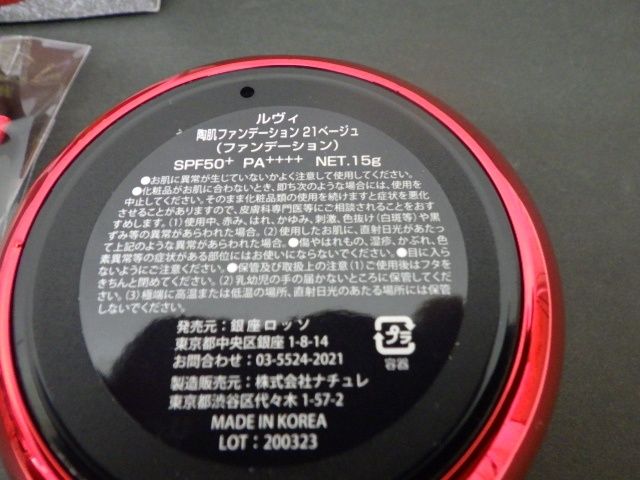 ルヴィ
陶肌ファンデーション 21ベージュ
（ファンデーション）
SPF50+ PA++++ NET.15g
●お肌に異常が生じていないかよく注意して使用してください。
●化粧品がお肌に合わないとき、即ち次のような場合には、使用を
中止してください。そのまま化粧品類の使用を続けますと症状を悪化
させることがありますので、皮膚科専門医等にご相談されることをおす
すめします。(1)使用中、赤み、はれ、かゆみ、刺激、色抜け(白斑等)や黒
ずみ等の異常があらわれた場合。(2)使用したお肌に、直射日光があたっ
て上記のような異常があらわれた場合。●傷やはれもの、湿疹、かぶれ、色
素異常等の症状がある部位にはお使いにならないでください。●目に入ら
ないようにご注意ください。●保管及び取扱上の注意(1)ご使用後はフタを
きちんと閉めてください。(2)乳幼児の手の届かないところに保管してくだ
さい。(3)極端に高温または低温の場所、直射日光のあたる場所には保管
しないでください。
発売元：銀座ロッソ
東京都中央区銀座 1-8-14
お問合わせ：03-5524-2021
プラ
容器
製造販売元：株式会社ナチュレ
東京都渋谷区代々木 1-57-2
MADE IN KOREA
LOT : 200323